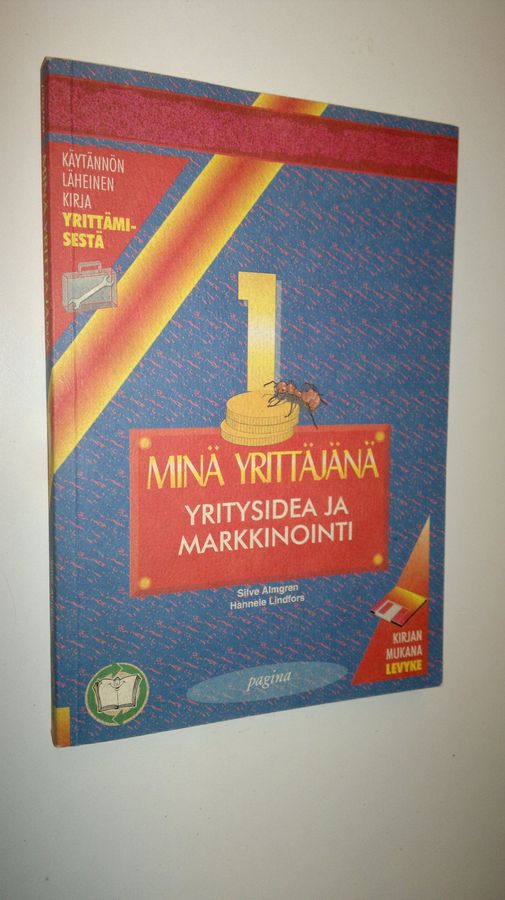 KÄYTÄNNÖN
LÄHEINEN
KIRJA
YRITTÄMI-
SESTÄ
1
MINÄ YRITTÄJÄNÄ
YRITYSIDEA JA
MARKKINOINTI
Silve Almgren
Hannele Lindfors
KIRJAN
MUKANA
LEVYKE
pagina